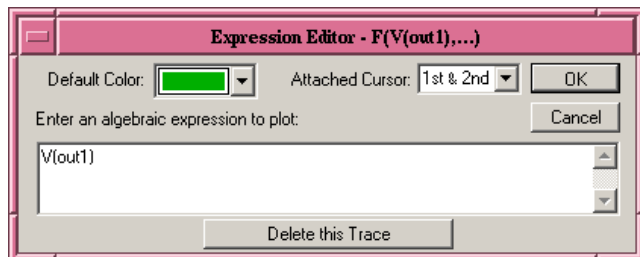 Expression Editor - F(V(out1),...)
Default Color: Attached Cursor: 1st & 2nd OK
Enter an algebraic expression to plot: Cancel
V(out1)
Delete this Trace